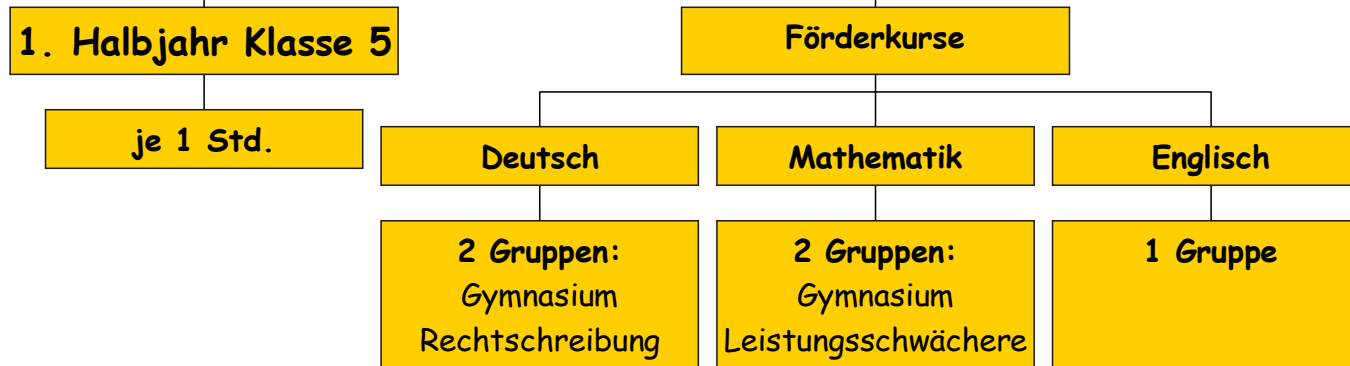 1. Halbjahr Klasse 5
Förderkurse
je 1 Std.
Deutsch
Mathematik
Englisch
2 Gruppen:
Gymnasium
Rechtschreibung
2 Gruppen:
Gymnasium
Leistungsschwächere
1 Gruppe